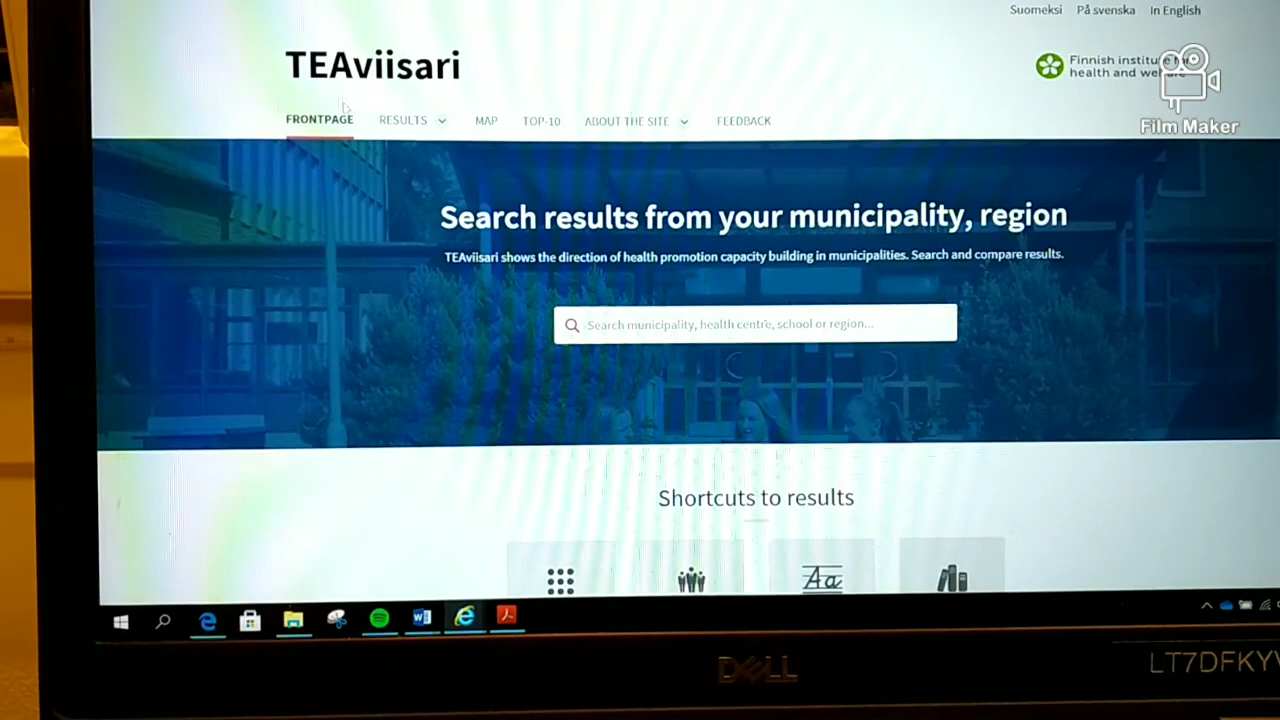 Suomeksi På svenska In English
TEAviisari
Finnish institute for
health and welfare
Film Maker
FRONTPAGE RESULTS MAP TOP-10 ABOUT THE SITE FEEDBACK
Search results from your municipality, region
TEAviisari shows the direction of health promotion capacity building in municipalities. Search and compare results.
Search municipality, health centre, school or region...
Shortcuts to results
Aa
DELL
LT7DFKYV